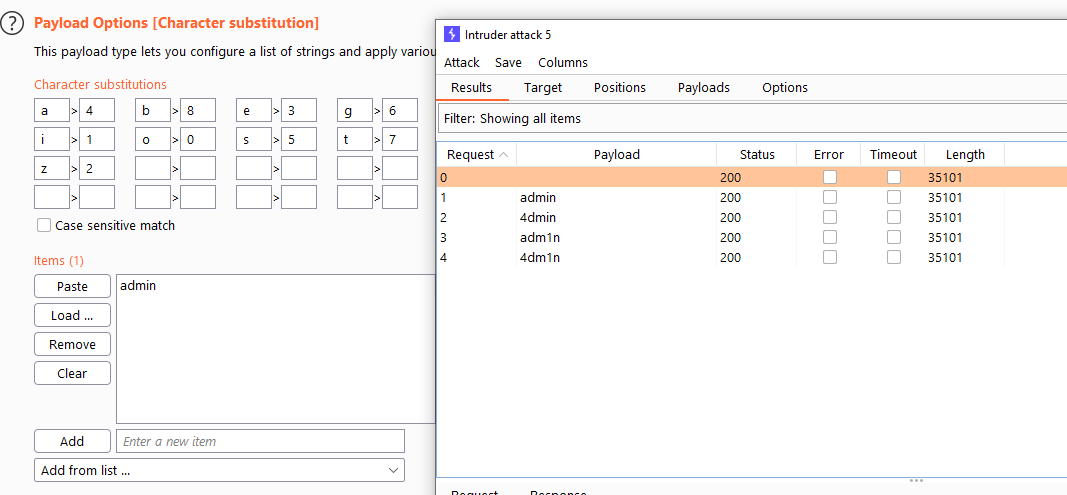 ? Payload Options [Character substitution]
This payload type lets you configure a list of strings and apply variou
Character substitutions
a > 4 b > 8 e > 3 g > 6
i > 1 o > 0 s > 5 t > 7
z > 2 > > >
> > > >
Case sensitive match
Items (1)
Paste
Load ...
Remove
Clear
admin
Add Enter a new item
Add from list ...
Intruder attack 5
Attack Save Columns
Results Target Positions Payloads Options
Filter: Showing all items
Request Payload Status Error Timeout Length
0 200 35101
1 admin 200 35101
2 4dmin 200 35101
3 adm1n 200 35101
4 4dm1n 200 35101
Request Response